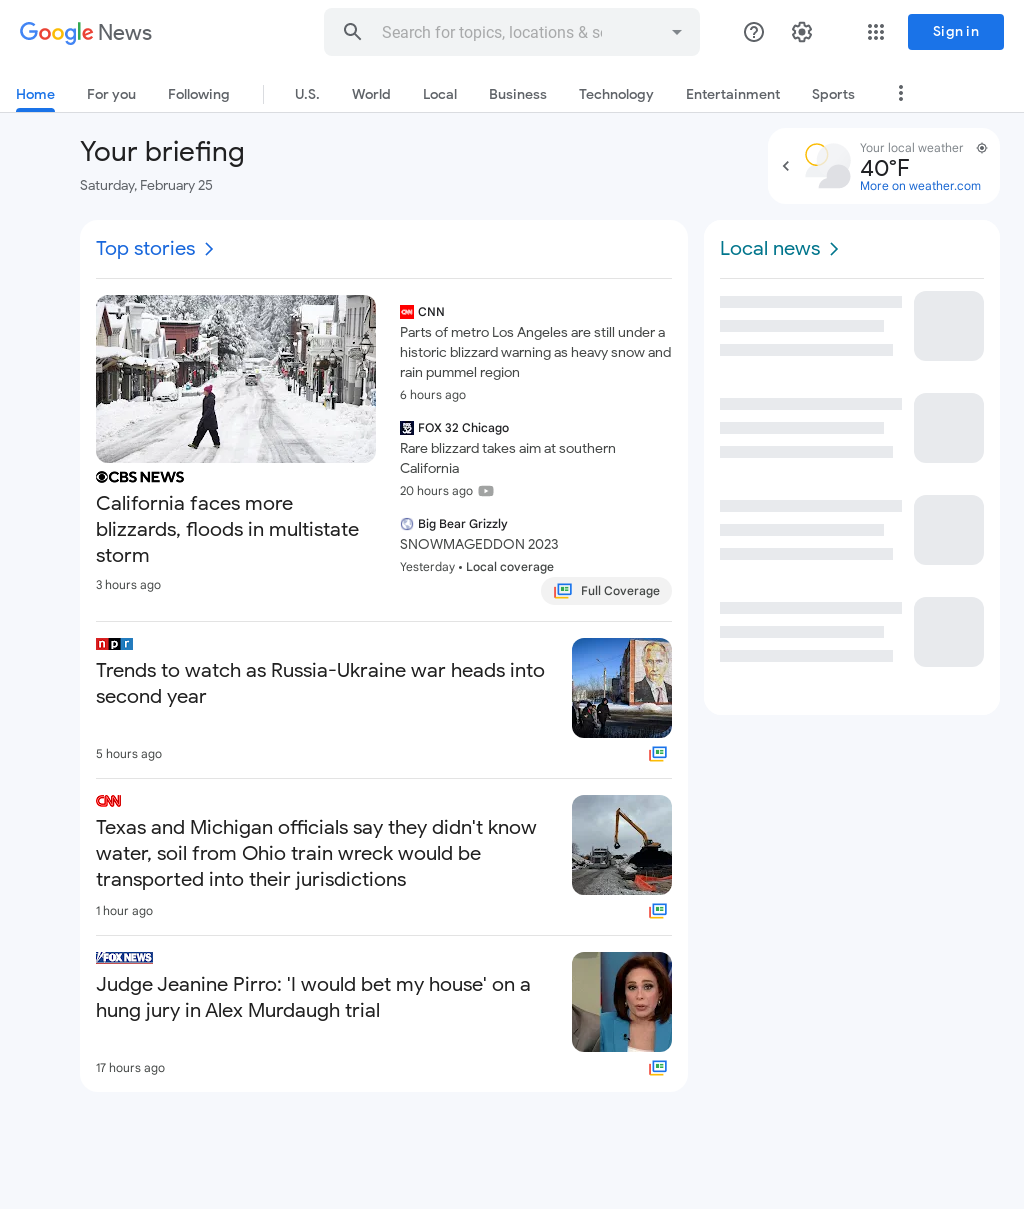 Google News
Search for topics, locations & s
Sign in
Home
For you
Following
U.S.
World
Local
Business
Technology
Entertainment
Sports
Your briefing
Saturday, February 25
Your local weather
40°F
More on weather.com
Top stories
CBS NEWS
California faces more
blizzards, floods in multistate
storm
3 hours ago
CNN
CNN
Parts of metro Los Angeles are still under a
historic blizzard warning as heavy snow and
rain pummel region
6 hours ago
32
FOX 32 Chicago
Rare blizzard takes aim at southern
California
20 hours ago
Big Bear Grizzly
SNOWMAGEDDON 2023
Yesterday • Local coverage
Full Coverage
npr
Trends to watch as Russia-Ukraine war heads into
second year
5 hours ago
CNN
Texas and Michigan officials say they didn't know
water, soil from Ohio train wreck would be
transported into their jurisdictions
1 hour ago
FOX NEWS
Judge Jeanine Pirro: 'I would bet my house' on a
hung jury in Alex Murdaugh trial
17 hours ago
Local news